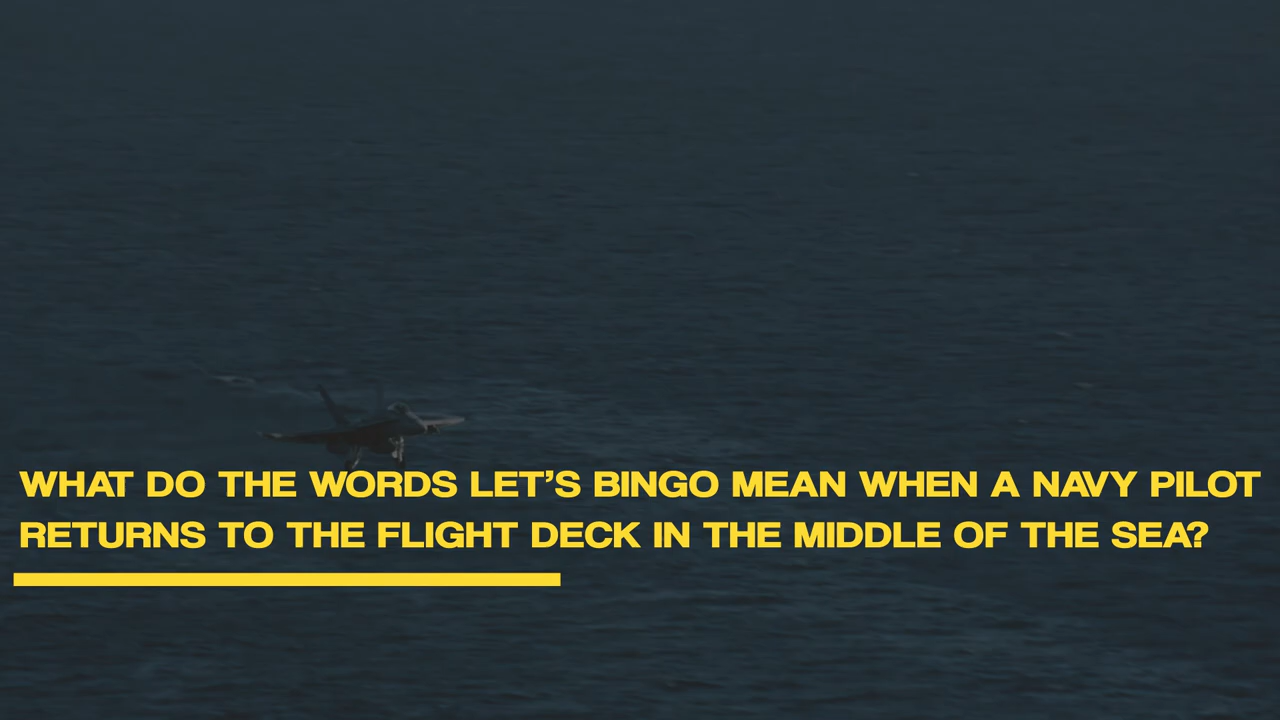 WHAT DO THE WORDS LET’S BINGO MEAN WHEN A NAVY PILOT
RETURNS TO THE FLIGHT DECK IN THE MIDDLE OF THE SEA?